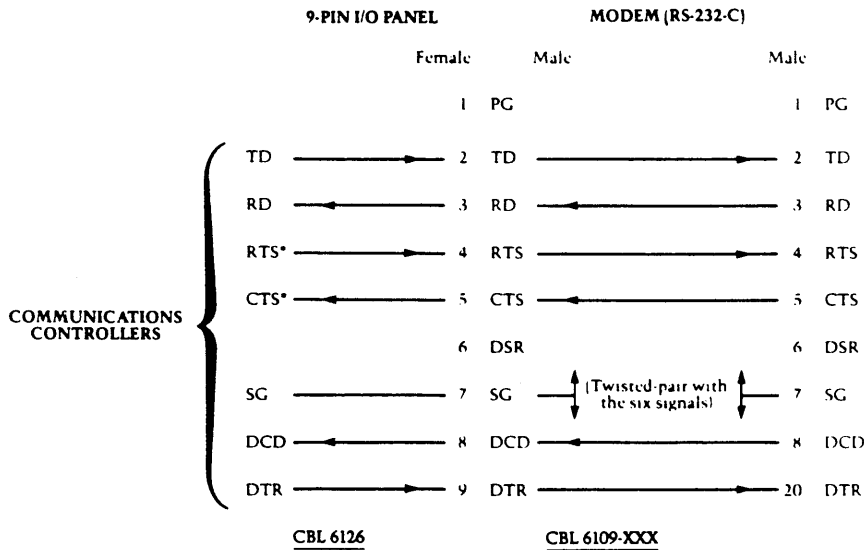 9-PIN I/O PANEL MODEM (RS-232-C)
Female Male Male
1 PG 1 PG
TD 2 TD 2 TD
RD 3 RD 3 RD
RTS* 4 RTS 4 RTS
CTS* 5 CTS 5 CTS
COMMUNICATIONS
CONTROLLERS
6 DSR 6 DSR
SG 7 SG (Twisted-pair with 7 SG
the six signals)
DCD 8 DCD 8 DCD
DTR 9 DTR 20 DTR
CBL 6126 CBL 6109-XXX